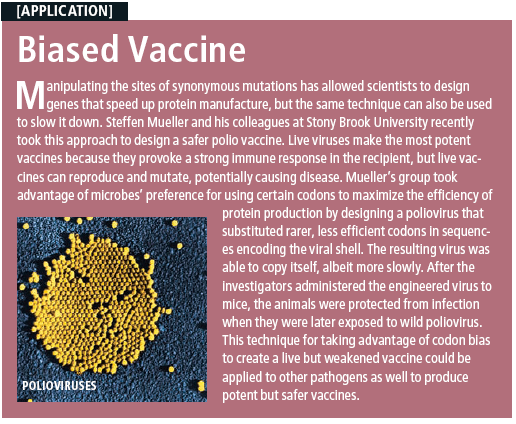 [APPLICATION]
Biased Vaccine
Manipulating the sites of synonymous mutations has allowed scientists to design
genes that speed up protein manufacture, but the same technique can also be used
to slow it down. Steffen Mueller and his colleagues at Stony Brook University recently
took this approach to design a safer polio vaccine. Live viruses make the most potent
vaccines because they provoke a strong immune response in the recipient, but live vac-
cines can reproduce and mutate, potentially causing disease. Mueller's group took
advantage of microbes' preference for using certain codons to maximize the efficiency of
protein production by designing a poliovirus that
substituted rarer, less efficient codons in sequenc-
es encoding the viral shell. The resulting virus was
able to copy itself, albeit more slowly. After the
investigators administered the engineered virus to
mice, the animals were protected from infection
when they were later exposed to wild poliovirus.
This technique for taking advantage of codon bias
to create a live but weakened vaccine could be
applied to other pathogens as well to produce
potent but safer vaccines.
POLIOVIRUSES